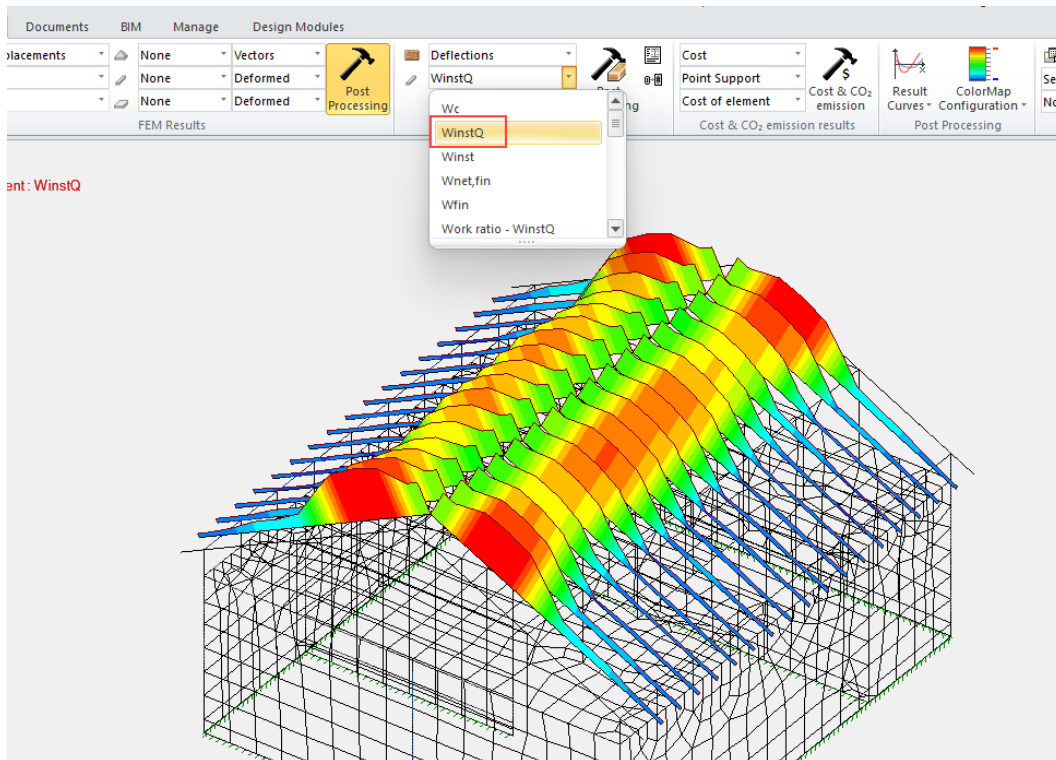 Documents BIM Manage Design Modules
None Vectors
None Deformed
None Deformed
Post
Processing
FEM Results
Deflections
WinstQ
Wc
WinstQ
Winst
Wnet,fin
Wfin
Work ratio - WinstQ
Cost
Point Support
Cost of element
Cost & CO₂
emission
Cost & CO₂ emission results
Result
Curves
ColorMap
Configuration
Post Processing
: WinstQ